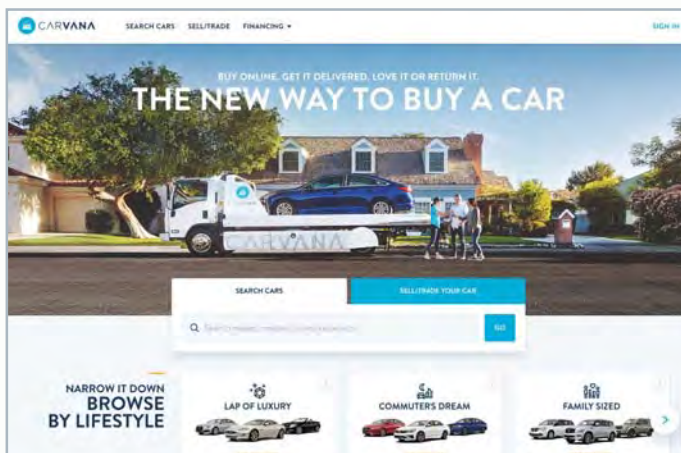 CARVANA
SEARCH CARS SELL/TRADE FINANCING
SIGN IN
BUY ONLINE. GET IT DELIVERED. LOVE IT OR RETURN IT.
THE NEW WAY TO BUY A CAR
CARVANA
SEARCH CARS
SELL/TRADE YOUR CAR
GO
NARROW IT DOWN
BROWSE
BY LIFESTYLE
LAP OF LUXURY
COMMUTER'S DREAM
FAMILY SIZED